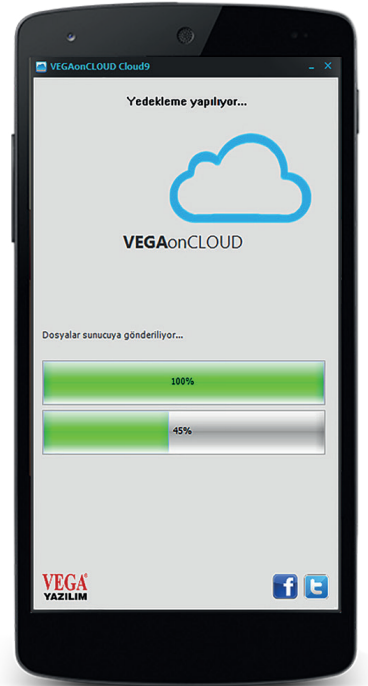 VEGAonCLOUD Cloud9
Yedekleme yapılıyor...
VEGAonCLOUD
Dosyalar sunucuya gönderiliyor...
100%
45%
VEGA®
YAZILIM